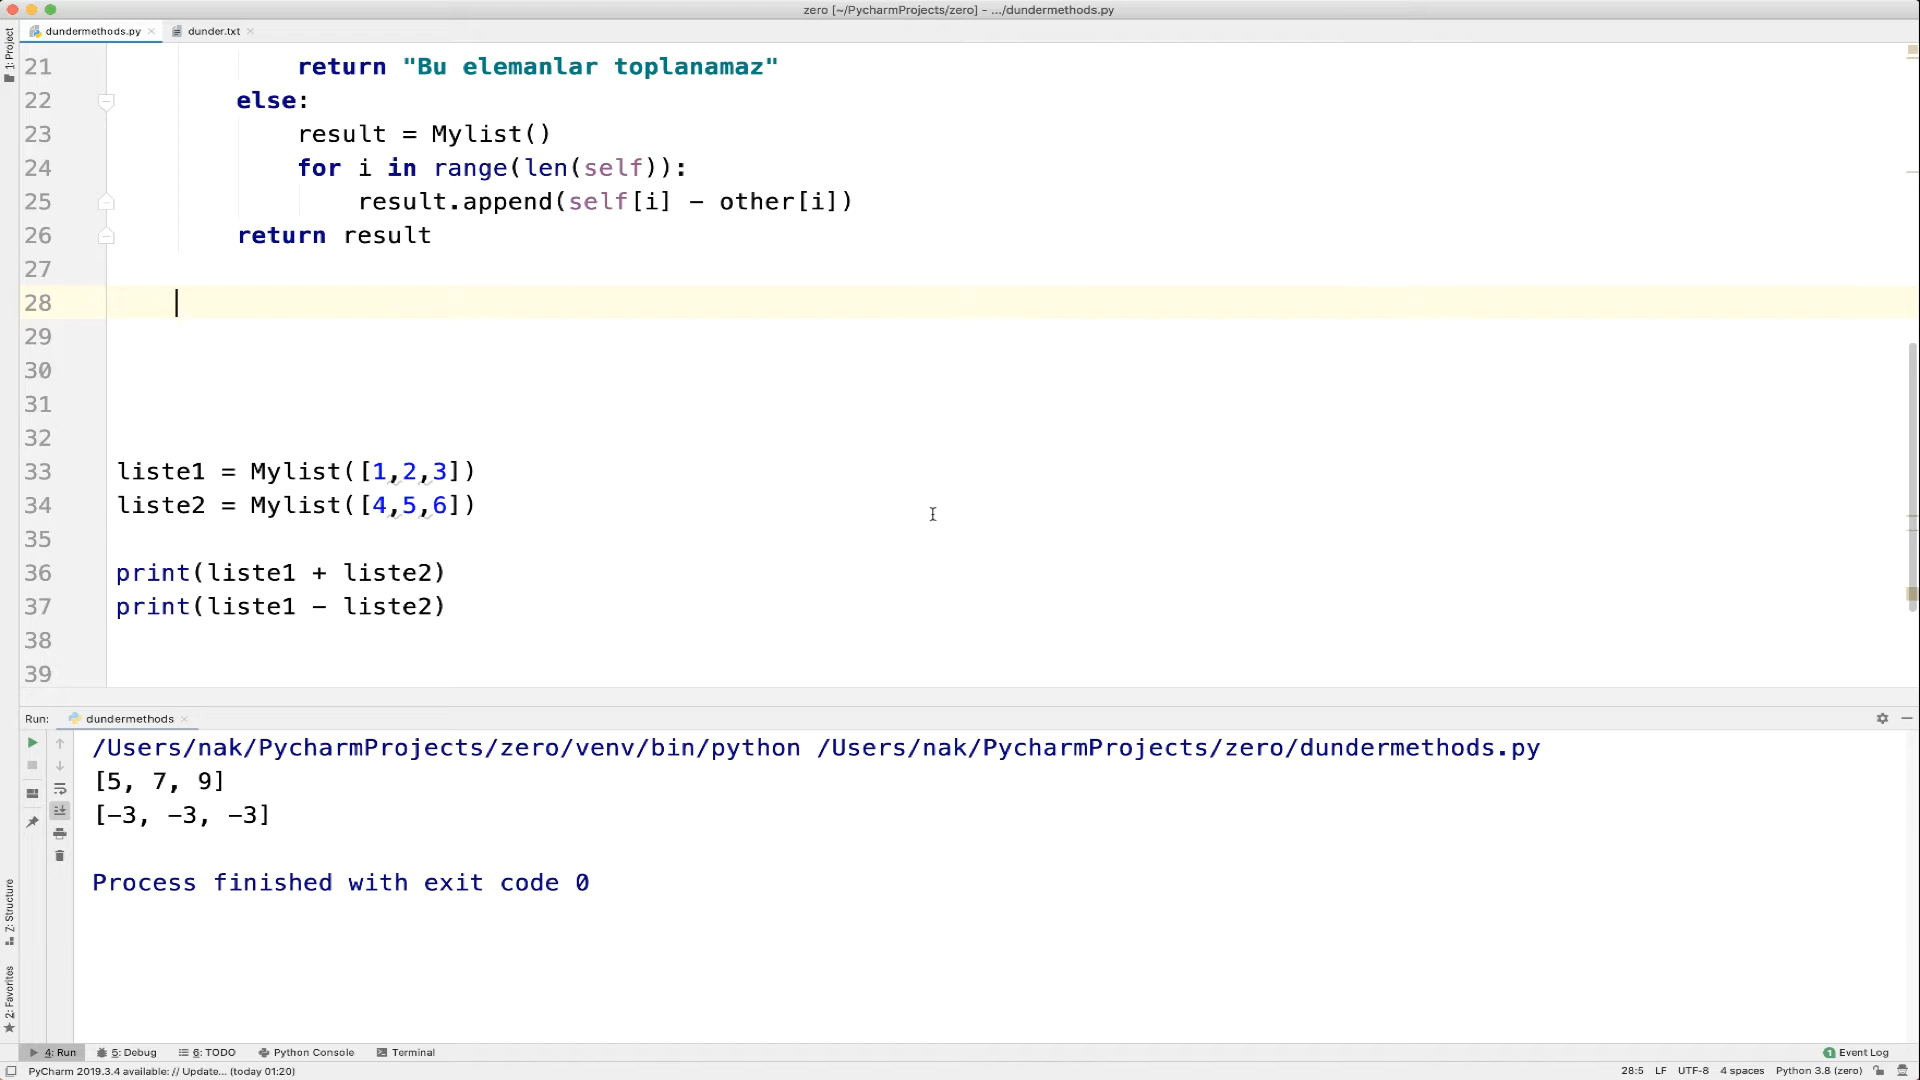 zero [~/PycharmProjects/zero] - .../dundermethods.py
dundermethods.py
dunder.txt
1: Project
21 return "Bu elemanlar toplanamaz"
22 else:
23 result = Mylist()
24 for i in range(len(self)):
25 result.append(self[i] - other[i])
26 return result
27
28
29
30
31
32
33 liste1 = Mylist([1,2,3])
34 liste2 = Mylist([4,5,6])
35
36 print(liste1 + liste2)
37 print(liste1 - liste2)
38
39
Run: dundermethods
/Users/nak/PycharmProjects/zero/venv/bin/python /Users/nak/PycharmProjects/zero/dundermethods.py
[5, 7, 9]
[-3, -3, -3]
Process finished with exit code 0
Z: Structure
2: Favorites
4: Run 5: Debug 6: TODO Python Console Terminal 1 Event Log
PyCharm 2019.3.4 available: // Update... (today 01:20) 28:5 LF UTF-8 4 spaces Python 3.8 (zero)